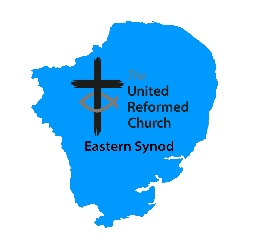 The
United
Reformed
Church
Eastern Synod